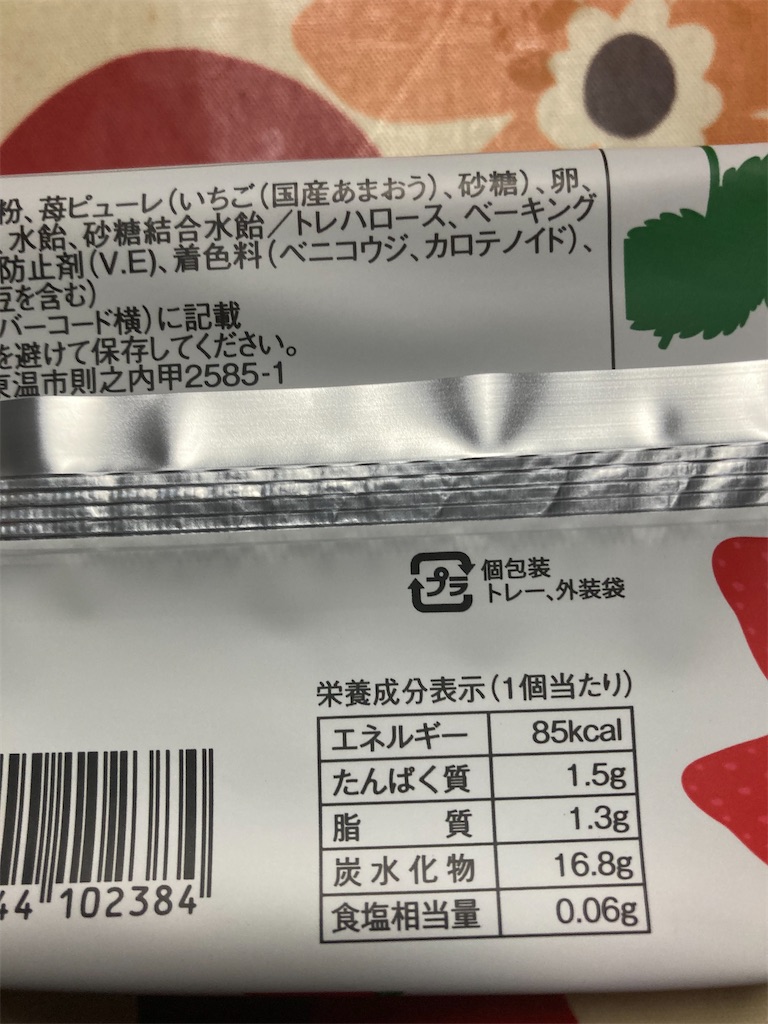 粉、苺ピューレ(いちご(国産あまおう)、砂糖)、卵、
、水飴、砂糖結合水飴/トレハロース、ベーキング
防止剤(V.E)、着色料(ベニコウジ、カロテノイド)、
豆を含む)
バーコード横)に記載
を避けて保存してください。
東温市則之内甲2585-1
プラ
個包装
トレー、外装袋
栄養成分表示(1個当たり)
エネルギー 85kcal
たんぱく質 1.5g
脂質 1.3g
炭水化物 16.8g
食塩相当量 0.06g
44 102384